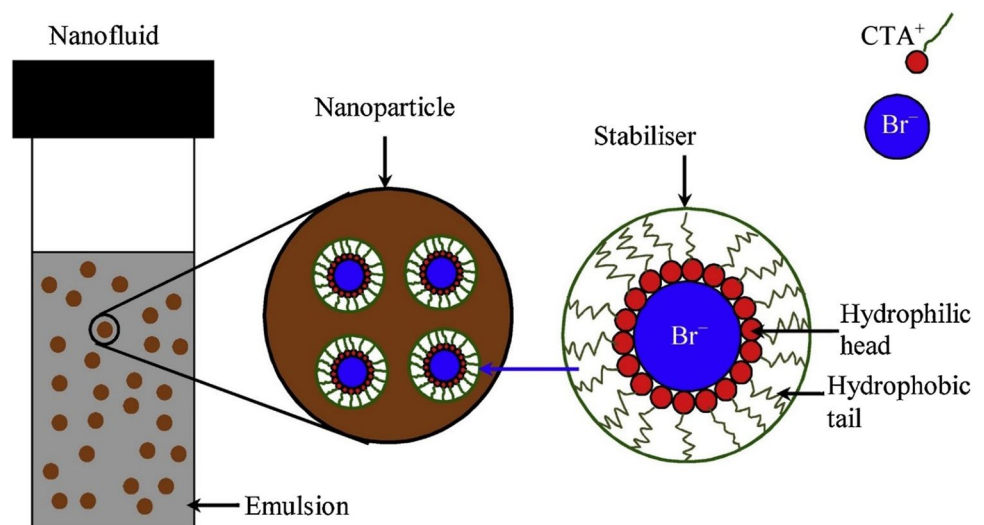 Nanofluid
CTA⁺
Nanoparticle
Br⁻
Stabiliser
Hydrophilic
head
Br⁻
Hydrophobic
tail
Emulsion